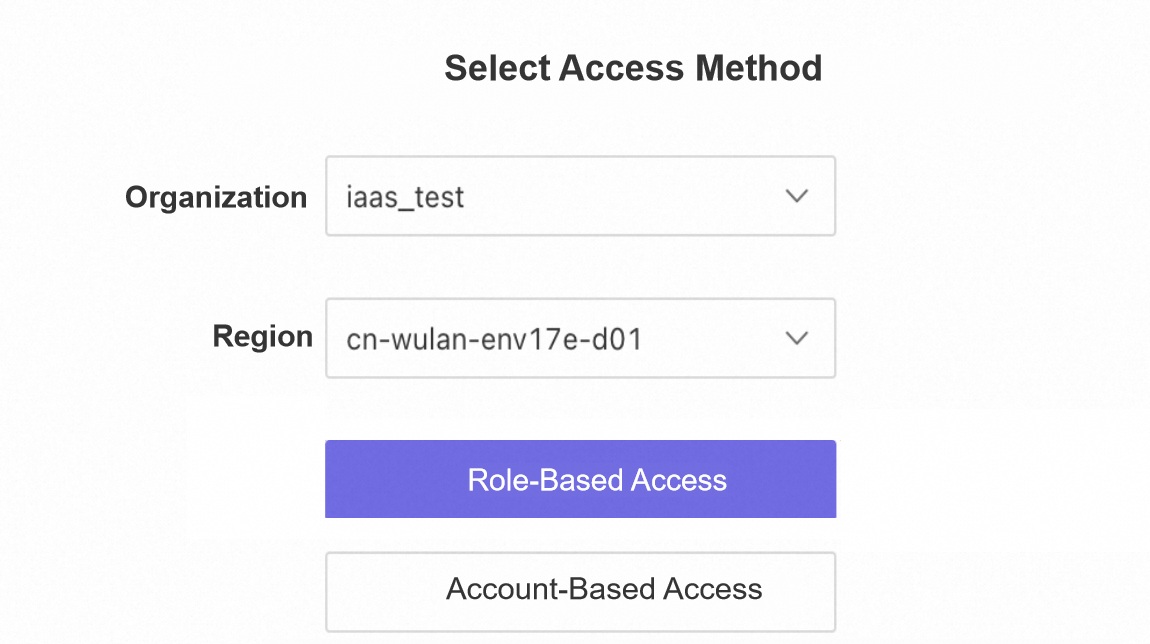 Select Access Method
Organization iaas_test
Region cn-wulan-env17e-d01
Role-Based Access
Account-Based Access